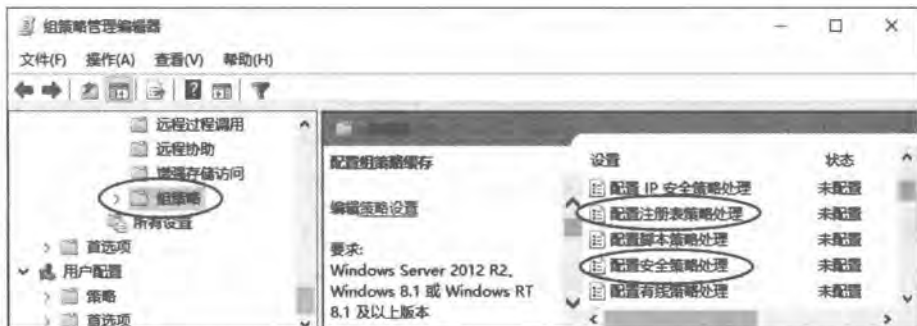 组策略管理编辑器
文件(F) 操作(A) 查看(V) 帮助(H)
远程过程调用
远程协助
增强存储访问
组策略
所有设置
首选项
用户配置
策略
首选项
配置组策略缓存
编辑策略设置
要求:
Windows Server 2012 R2,
Windows 8.1 或 Windows RT
8.1 及以上版本
设置 状态
配置 IP 安全策略处理 未配置
配置注册表策略处理 未配置
配置脚本策略处理 未配置
配置安全策略处理 未配置
配置有线策略处理 未配置